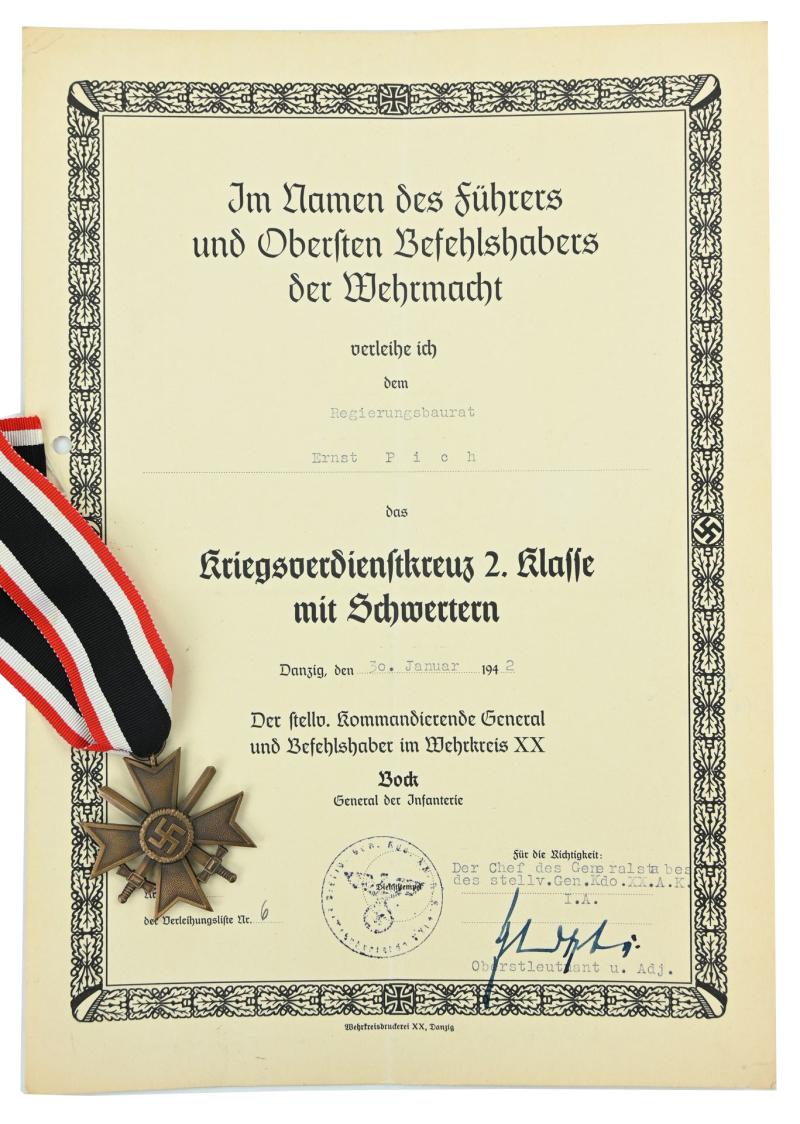 Im Namen des Führers
und Obersten Befehlshabers
der Wehrmacht
verleihe ich
dem
Regierungsbaurat
Ernst P i c h
das
Kriegsverdienstkreuz 2. Klasse
mit Schwertern
Danzig, den 30. Januar 1942
Der stellv. Kommandierende General
und Befehlshaber im Wehrkreis XX
Bock
General der Infanterie
Für die Richtigkeit:
Der Chef des Generalstabes
des stellv.Gen.Kdo.XX.A.K.
I.A.
Dienststempel
der Verleihungsliste Nr. 6
Oberstleutnant u. Adj.
Wehrkreisdruckerei XX, Danzig